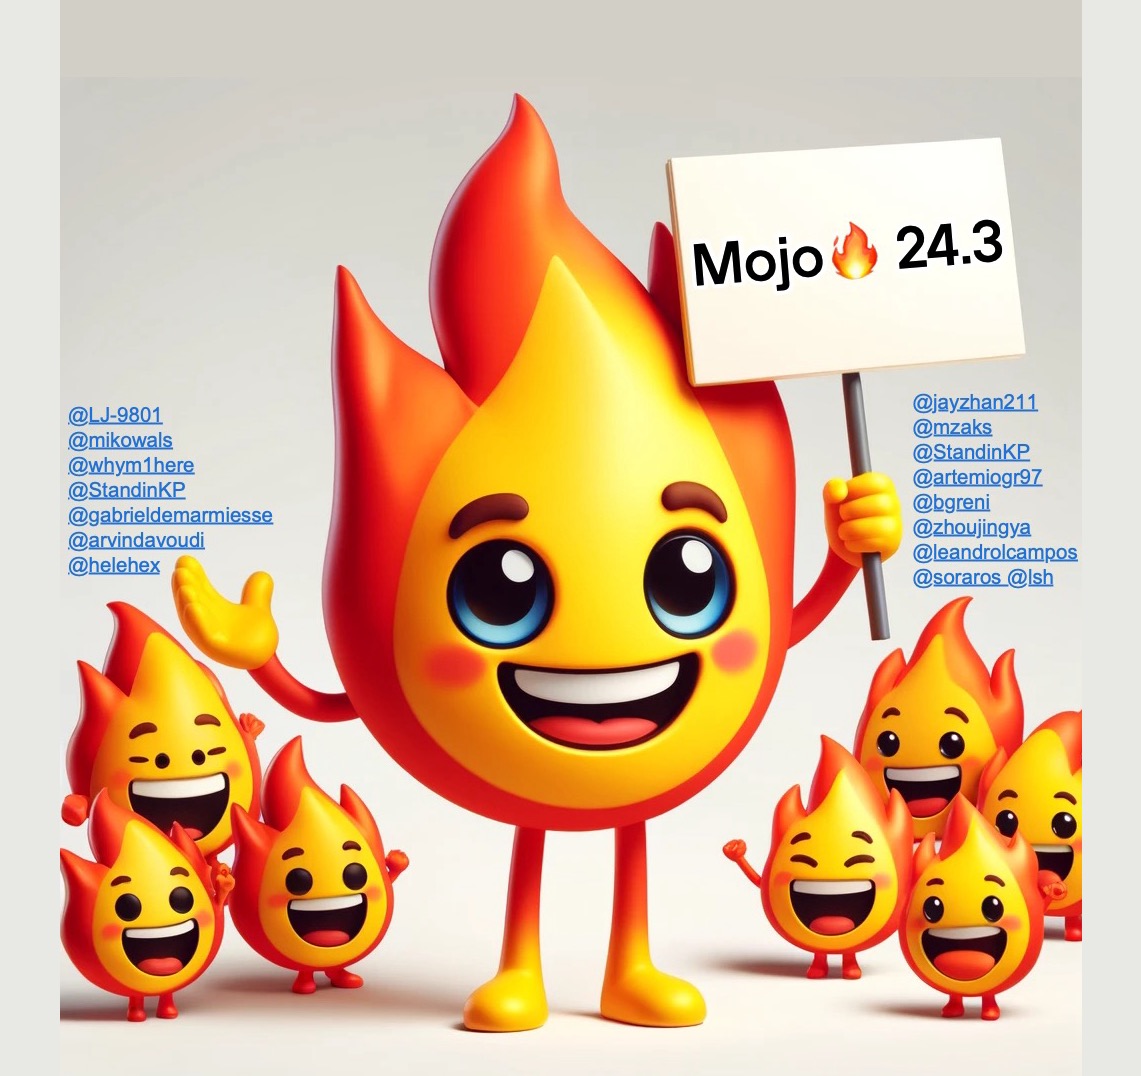 Mojo🔥 24.3
@LJ-9801
@mikowals
@whym1here
@StandinKP
@gabrieldemarmiesse
@arvindavoudi
@helehex
@jayzhan211
@mzaks
@StandinKP
@artemiogr97
@bgreni
@zhoujingya
@leandrolcampos
@soraros @lsh